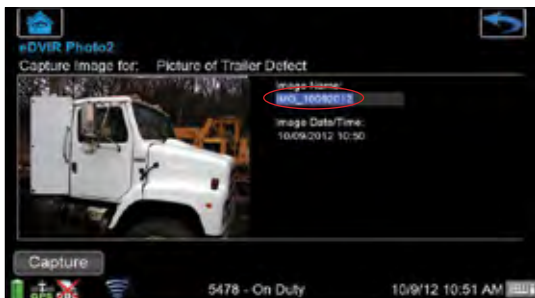 eDVIR Photo2
Capture Image for: Picture of Trailer Defect
Image Name:
Image Date/Time:
10/09/2012 10:50
Capture
GPS
5478 - On Duty
10/9/12 10:51 AM